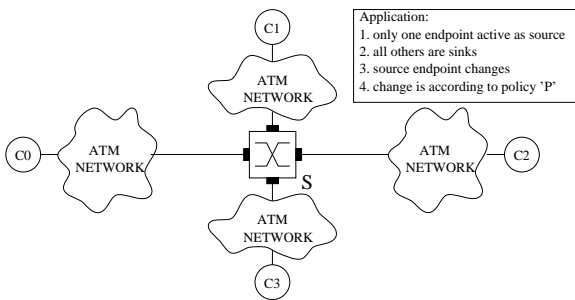 Application:
1. only one endpoint active as source
2. all others are sinks
3. source endpoint changes
4. change is according to policy 'P'
C1
ATM
NETWORK
C0
ATM
NETWORK
S
ATM
NETWORK
C2
ATM
NETWORK
C3